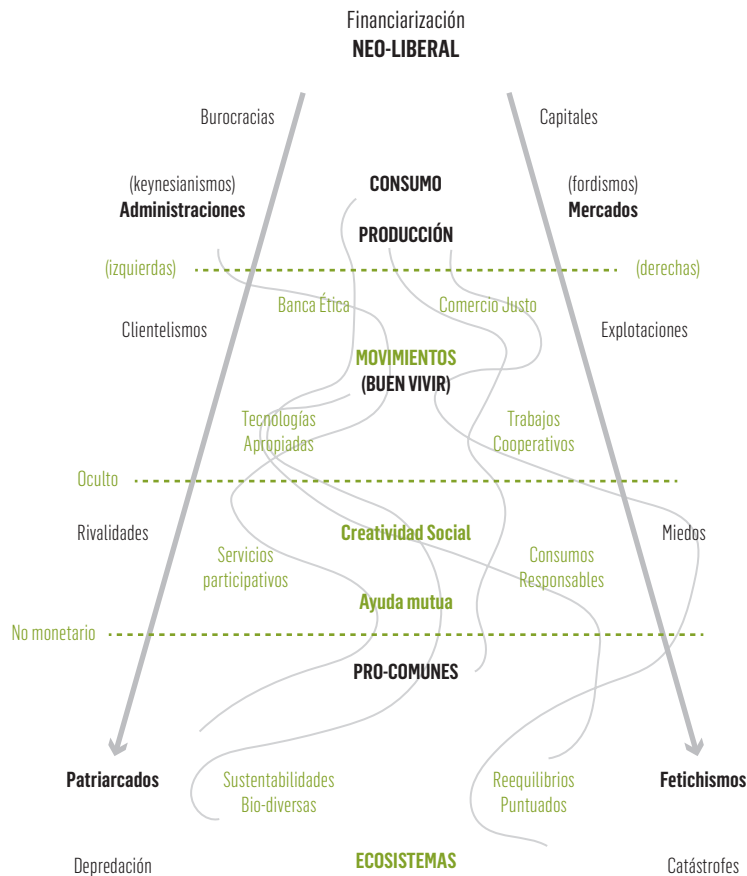 Financiarización
NEO-LIBERAL
Burocracias
Capitales
(keynesianismos)
Administraciones
CONSUMO
(fordismos)
Mercados
PRODUCCIÓN
(izquierdas)
(derechas)
Banca Ética
Comercio Justo
Clientelismos
Explotaciones
MOVIMIENTOS
(BUEN VIVIR)
Tecnologías
Apropiadas
Trabajos
Cooperativos
Oculto
Rivalidades
Creatividad Social
Miedos
Servicios
participativos
Consumos
Responsables
Ayuda mutua
No monetario
PRO-COMUNES
Patriarcados
Sustentabilidades
Bio-diversas
Reequilibrios
Puntuados
Fetichismos
Depredación
ECOSISTEMAS
Catástrofes